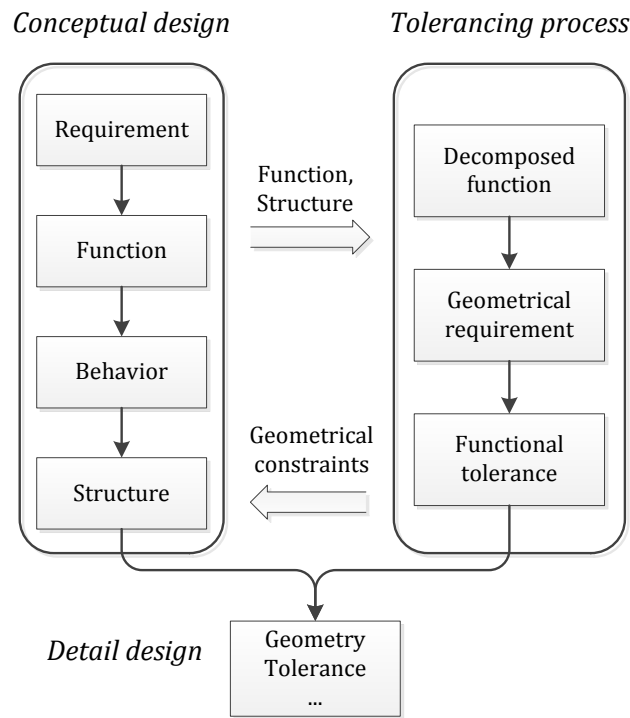 Conceptual design
Tolerancing process
Requirement
Function
Behavior
Structure
Function,
Structure
Geometrical
constraints
Decomposed
function
Geometrical
requirement
Functional
tolerance
Detail design
Geometry
Tolerance
...